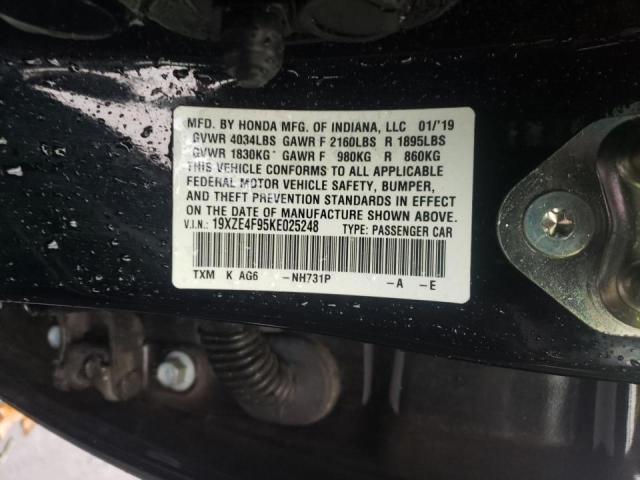 MFD. BY HONDA MFG. OF INDIANA, LLC 01/'19
GVWR 4034LBS GAWR F 2160LBS R 1895LBS
GVWR 1830KG GAWR F 980KG R 860KG
THIS VEHICLE CONFORMS TO ALL APPLICABLE
FEDERAL MOTOR VEHICLE SAFETY, BUMPER,
AND THEFT PREVENTION STANDARDS IN EFFECT
ON THE DATE OF MANUFACTURE SHOWN ABOVE.
V.I.N.: 19XZE4F95KE025248 TYPE: PASSENGER CAR
TXM K AG6 -NH731P -A -E